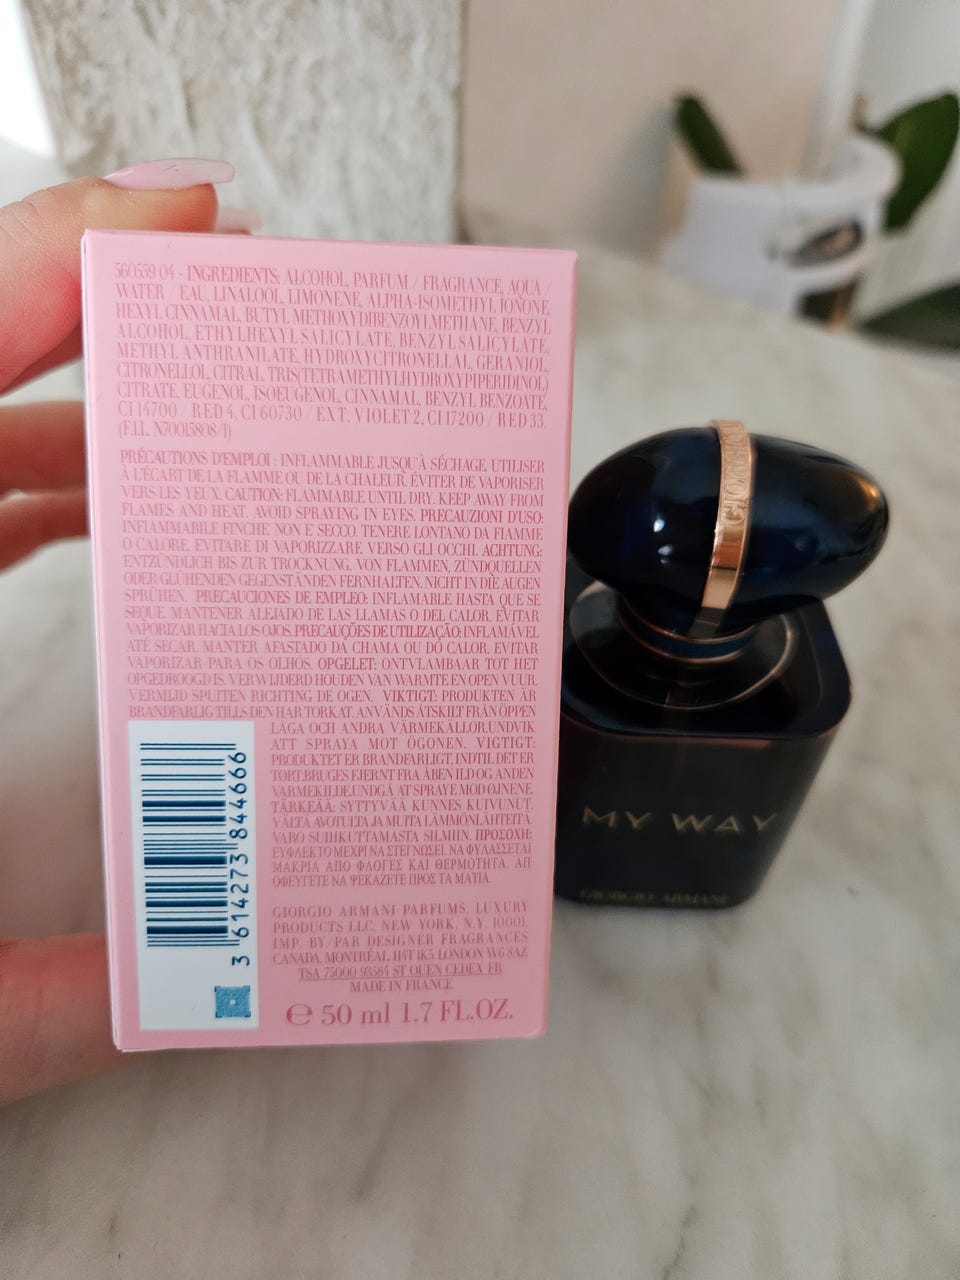 560559 04 - INGREDIENTS: ALCOHOL, PARFUM / FRAGRANCE, AQUA /
WATER / EAU, LINALOOL, LIMONENE, ALPHA-ISOMETHYL IONONE,
HEXYL CINNAMAL, BUTYL METHOXYDIBENZOYLMETHANE, BENZYL
ALCOHOL, ETHYLHEXYL SALICYLATE, BENZYL SALICYLATE,
METHYL ANTHRANILATE, HYDROXYCITRONELLAL, GERANIOL,
CITRONELLOL, CITRAL, TRIS(TETRAMETHYLHYDROXYPIPERIDINOL)
CITRATE, EUGENOL, ISOEUGENOL, CINNAMAL, BENZYL BENZOATE,
CI 14700 / RED 4, CI 60730 / EXT. VIOLET 2, CI 17200 / RED 33.
(F.I.L. N70015808/1)
PRÉCAUTIONS D'EMPLOI : INFLAMMABLE JUSQU'À SÉCHAGE. UTILISER
À L'ÉCART DE LA FLAMME OU DE LA CHALEUR. ÉVITER DE VAPORISER
VERS LES YEUX. CAUTION: FLAMMABLE UNTIL DRY. KEEP AWAY FROM
FLAMES AND HEAT. AVOID SPRAYING IN EYES. PRECAUZIONI D'USO:
INFIAMMABILE FINCHE' NON E' SECCO. TENERE LONTANO DA FIAMME
O CALORE. EVITARE DI VAPORIZZARE VERSO GLI OCCHI. ACHTUNG:
ENTZÜNDLICH BIS ZUR TROCKNUNG. VON FLAMMEN, ZÜNDQUELLEN
ODER GLÜHENDEN GEGENSTÄNDEN FERNHALTEN. NICHT IN DIE AUGEN
SPRÜHEN. PRECAUCIONES DE EMPLEO: INFLAMABLE HASTA QUE SE
SEQUE. MANTENER ALEJADO DE LAS LLAMAS O DEL CALOR. EVITAR
VAPORIZAR HACIA LOS OJOS. PRECAUÇÕES DE UTILIZAÇÃO: INFLAMÁVEL
ATÉ SECAR. MANTER AFASTADO DA CHAMA OU DO CALOR. EVITAR
VAPORIZAR PARA OS OLHOS. OPGELET: ONTVLAMBAAR TOT HET
OPGEDROOGD IS. VERWIJDERD HOUDEN VAN WARMTE EN OPEN VUUR.
VERMIJD SPUITEN RICHTING DE OGEN. VIKTIGT: PRODUKTEN ÄR
BRANDFARLIG TILLS DEN HAR TORKAT. ANVÄNDS ÅTSKILT FRÅN ÖPPEN
LÅGA OCH ANDRA VÄRMEKÄLLOR. UNDVIK
ATT SPRAYA MOT ÖGONEN. VIGTIGT:
PRODUKTET ER BRANDFARLIGT, INDTIL DET ER
TØRT. BRUGES FJERNT FRA ÅBEN ILD OG ANDEN
VARMEKILDE. UNDGÅ AT SPRAYE MOD ØJNENE.
TÄRKEÄÄ: SYTTYVÄÄ KUNNES KUIVUNUT.
VÄLTÄ AVOTULTA JA MUITA LÄMMÖNLÄHTEITÄ.
VARO SUIHKUTTAMASTA SILMIIN. ΠΡΟΣΟΧΗ:
ΕΥΦΛΕΚΤΟ ΜΕΧΡΙ ΝΑ ΣΤΕΓΝΩΣΕΙ. ΝΑ ΦΥΛΑΣΣΕΤΑΙ
ΜΑΚΡΙΑ ΑΠΟ ΦΛΟΓΕΣ ΚΑΙ ΘΕΡΜΟΤΗΤΑ. ΑΠ
ΟΦΕΥΓΕΤΕ ΝΑ ΨΕΚΑΖΕΤΕ ΠΡΟΣ ΤΑ ΜΑΤΙΑ.
GIORGIO ARMANI PARFUMS, LUXURY
PRODUCTS LLC, NEW YORK, N.Y. 10001,
IMP. BY/PAR DESIGNER FRAGRANCES
CANADA, MONTRÉAL, H4T 1K5. LONDON W6 8AZ
TSA 75000 93584 ST OUEN CEDEX FR
MADE IN FRANCE
℮ 50 ml 1.7 FL.OZ.
3 614273 844666
GIORGIO
MY WAY
GIORGIO ARMANI